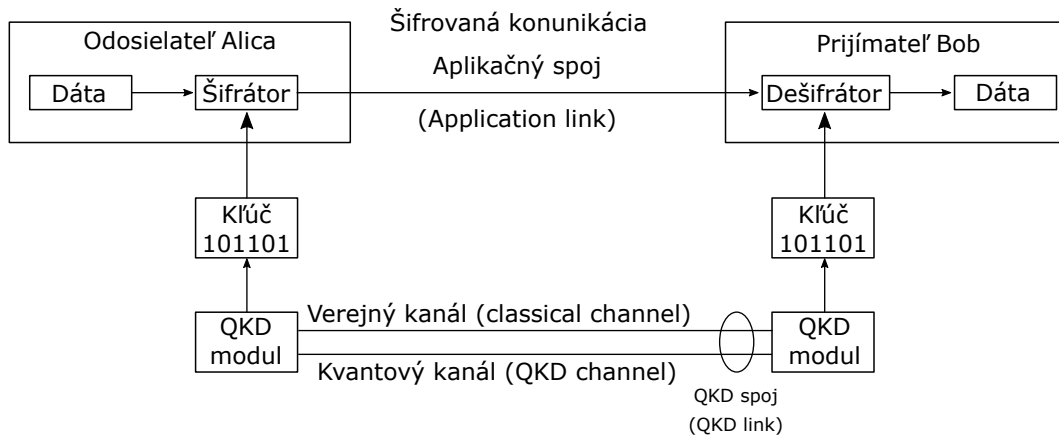 Odosielateľ Alica
Dáta
Šifrátor
Šifrovaná konunikácia
Aplikačný spoj
(Application link)
Prijímateľ Bob
Dešifrátor
Dáta
Kľúč
101101
Kľúč
101101
QKD
modul
Verejný kanál (classical channel)
Kvantový kanál (QKD channel)
QKD
modul
QKD spoj
(QKD link)